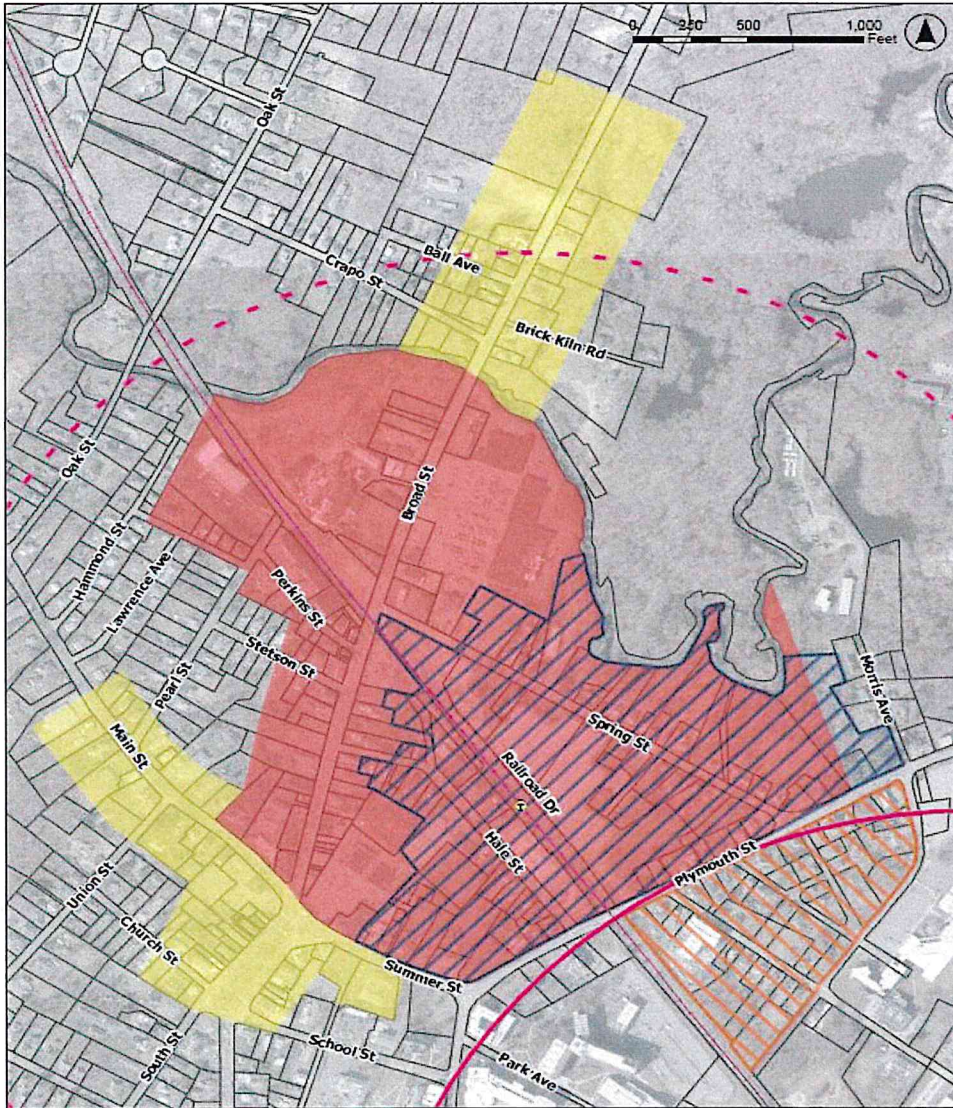 0 250 500 1,000
Feet
Oak St
Ball Ave
Crapo St
Brick Kiln Rd
Oak St
Broad St
Hammond St
Lawrence Ave
Perkins St
Stetson St
Pearl St
Morris Ave
Main St
Spring St
Railroad Dr
Hale St
Plymouth St
Union St
Church St
Summer St
South St
School St
Park Ave